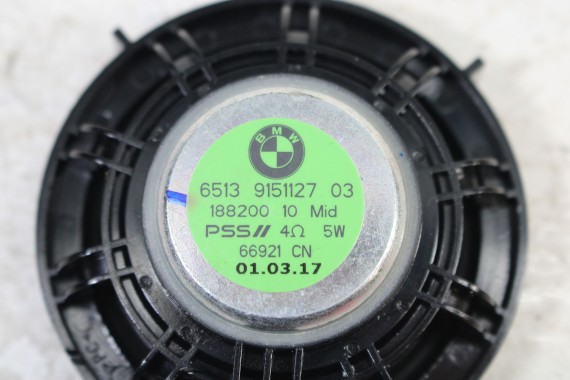 BMW
6513 9151127 03
188200 10 Mid
PSS// 4Ω 5W
66921 CN
01.03.17